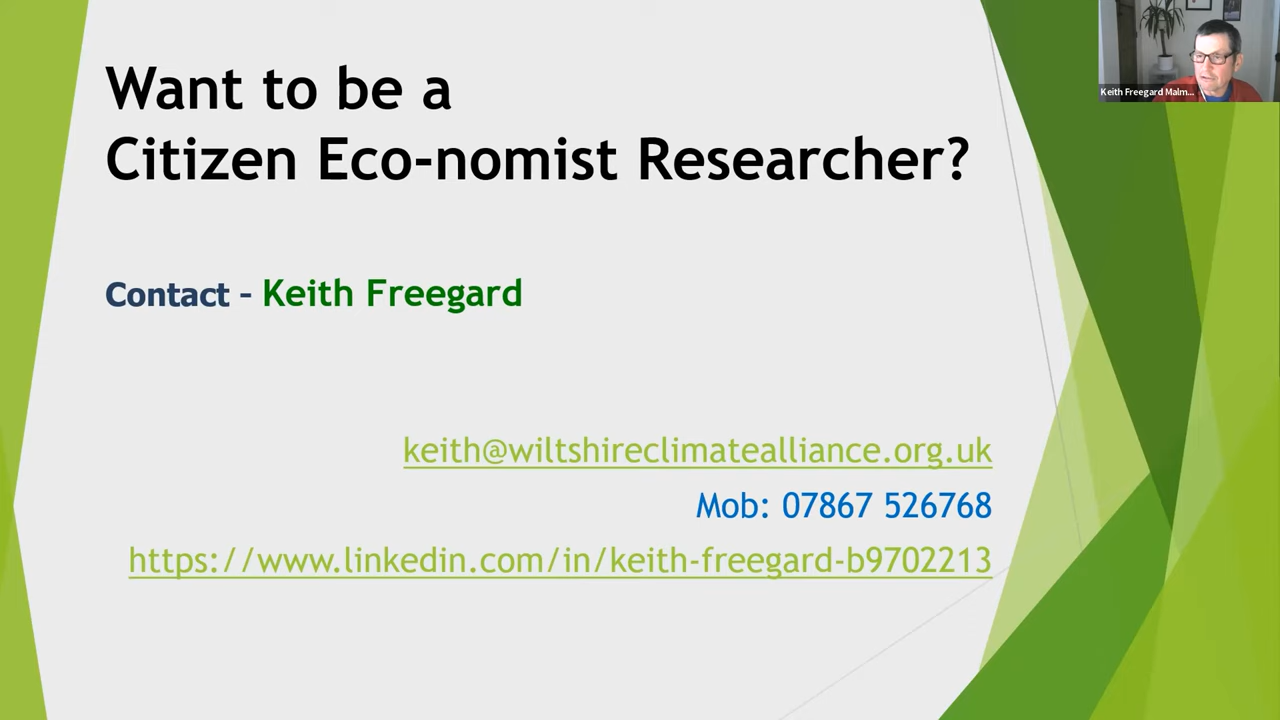 Want to be a
Citizen Eco-nomist Researcher?
Contact - Keith Freegard
keith@wiltshireclimatealliance.org.uk
Mob: 07867 526768
https://www.linkedin.com/in/keith-freegard-b9702213
Keith Freegard Malm...